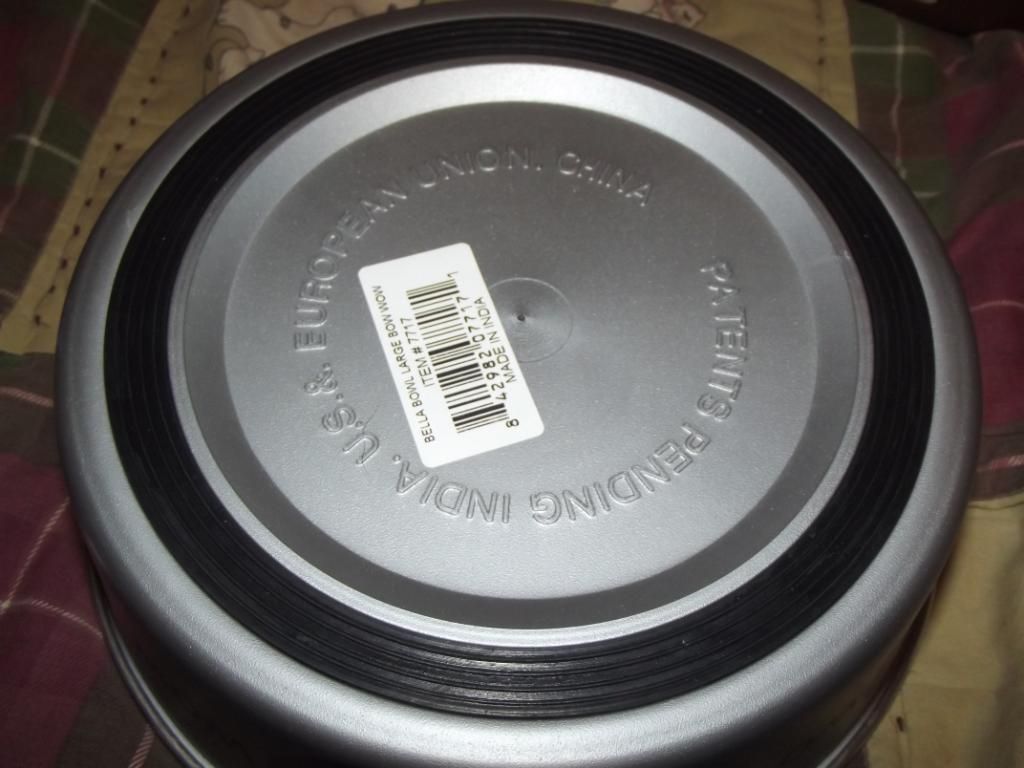 PATENTS PENDING INDIA, U.S.& EUROPEAN UNION. CHINA
BELLA BOWL LARGE BOW WOW
ITEM # 7717
8 42982 07717 1
MADE IN INDIA